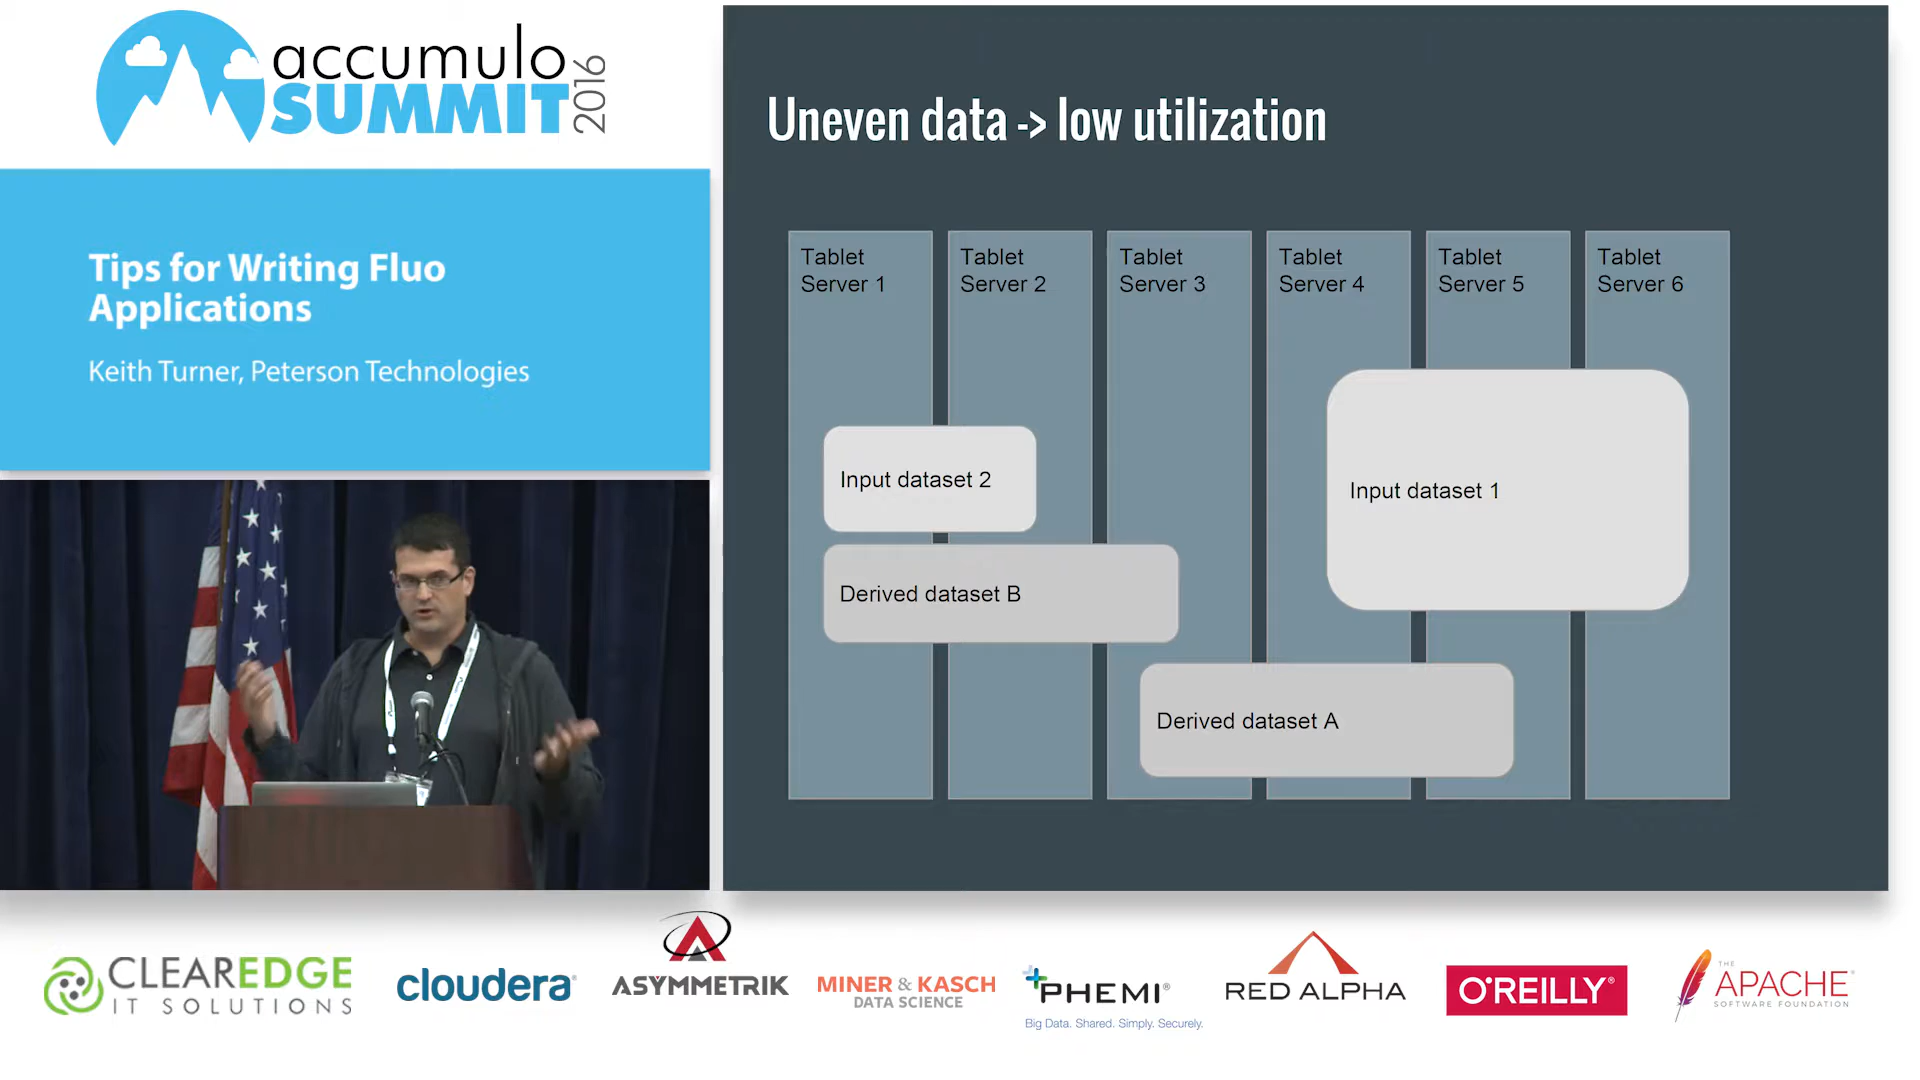 accumulo
SUMMIT
2016
Tips for Writing Fluo
Applications
Keith Turner, Peterson Technologies
Uneven data -> low utilization
Tablet
Server 1
Tablet
Server 2
Tablet
Server 3
Tablet
Server 4
Tablet
Server 5
Tablet
Server 6
Input dataset 2
Input dataset 1
Derived dataset B
Derived dataset A
CLEAREDGE
IT SOLUTIONS
cloudera
ASYMMETRIK
MINER & KASCH
DATA SCIENCE
PHEMI®
Big Data. Shared. Simply. Securely.
RED ALPHA
O'REILLY®
THE
APACHE
SOFTWARE FOUNDATION